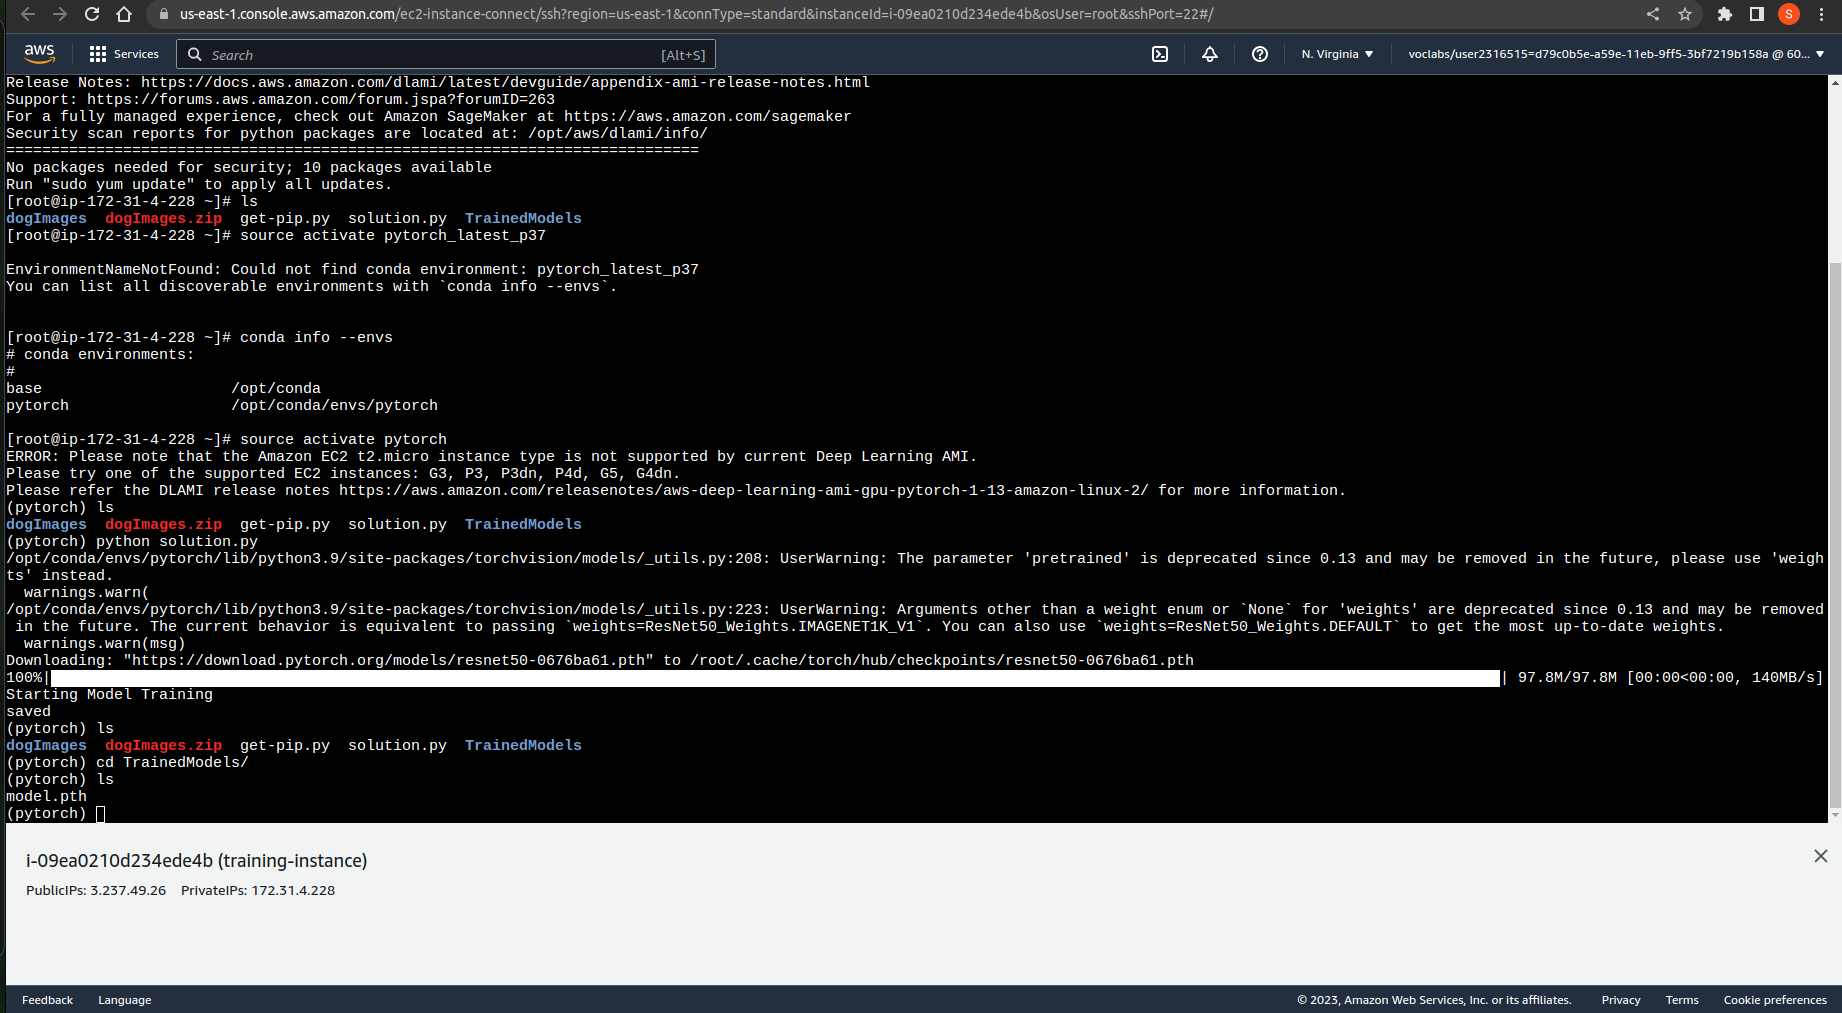 us-east-1.console.aws.amazon.com/ec2-instance-connect/ssh?region=us-east-1&connType=standard&instanceId=i-09ea0210d234ede4b&osUser=root&sshPort=22#/
S
aws Services Search [Alt+S] N. Virginia voclabs/user2316515=d79c0b5e-a59e-11eb-9ff5-3bf7219b158a @ 60...
Release Notes: https://docs.aws.amazon.com/dlami/latest/devguide/appendix-ami-release-notes.html
Support: https://forums.aws.amazon.com/forum.jspa?forumID=263
For a fully managed experience, check out Amazon SageMaker at https://aws.amazon.com/sagemaker
Security scan reports for python packages are located at: /opt/aws/dlami/info/
=============================================================================
No packages needed for security; 10 packages available
Run "sudo yum update" to apply all updates.
[root@ip-172-31-4-228 ~]# ls
dogImages  dogImages.zip  get-pip.py  solution.py  TrainedModels
[root@ip-172-31-4-228 ~]# source activate pytorch_latest_p37
EnvironmentNameNotFound: Could not find conda environment: pytorch_latest_p37
You can list all discoverable environments with `conda info --envs`.
[root@ip-172-31-4-228 ~]# conda info --envs
# conda environments:
#
base                     /opt/conda
pytorch                  /opt/conda/envs/pytorch
[root@ip-172-31-4-228 ~]# source activate pytorch
ERROR: Please note that the Amazon EC2 t2.micro instance type is not supported by current Deep Learning AMI.
Please try one of the supported EC2 instances: G3, P3, P3dn, P4d, G5, G4dn.
Please refer the DLAMI release notes https://aws.amazon.com/releasenotes/aws-deep-learning-ami-gpu-pytorch-1-13-amazon-linux-2/ for more information.
(pytorch) ls
dogImages  dogImages.zip  get-pip.py  solution.py  TrainedModels
(pytorch) python solution.py
/opt/conda/envs/pytorch/lib/python3.9/site-packages/torchvision/models/_utils.py:208: UserWarning: The parameter 'pretrained' is deprecated since 0.13 and may be removed in the future, please use 'weigh
ts' instead.
  warnings.warn(
/opt/conda/envs/pytorch/lib/python3.9/site-packages/torchvision/models/_utils.py:223: UserWarning: Arguments other than a weight enum or `None` for 'weights' are deprecated since 0.13 and may be removed
 in the future. The current behavior is equivalent to passing `weights=ResNet50_Weights.IMAGENET1K_V1`. You can also use `weights=ResNet50_Weights.DEFAULT` to get the most up-to-date weights.
  warnings.warn(msg)
Downloading: "https://download.pytorch.org/models/resnet50-0676ba61.pth" to /root/.cache/torch/hub/checkpoints/resnet50-0676ba61.pth
100%| | 97.8M/97.8M [00:00<00:00, 140MB/s]
Starting Model Training
saved
(pytorch) ls
dogImages  dogImages.zip  get-pip.py  solution.py  TrainedModels
(pytorch) cd TrainedModels/
(pytorch) ls
model.pth
(pytorch)
i-09ea0210d234ede4b (training-instance)
PublicIPs: 3.237.49.26 PrivateIPs: 172.31.4.228
Feedback Language © 2023, Amazon Web Services, Inc. or its affiliates. Privacy Terms Cookie preferences